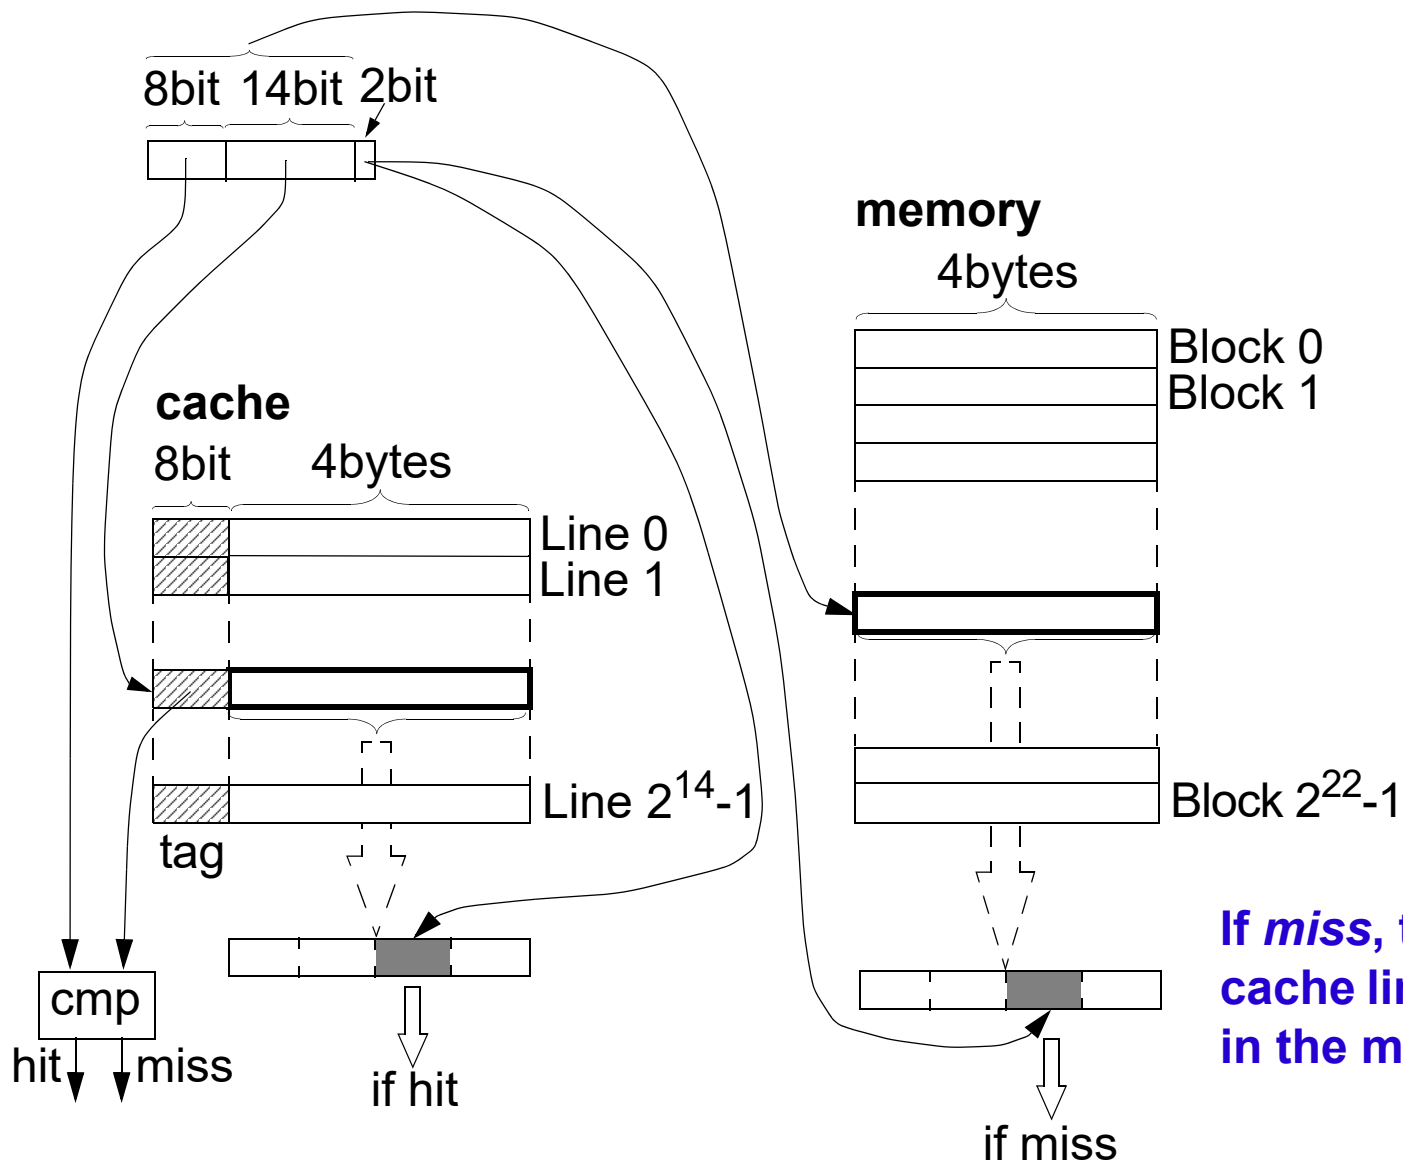 8bit 14bit 2bit
memory
4bytes
Block 0
Block 1
cache
8bit 4bytes
Line 0
Line 1
Line 2^14-1
Block 2^22-1
tag
If miss,
cache
in the
cmp
hit miss
if hit
if miss